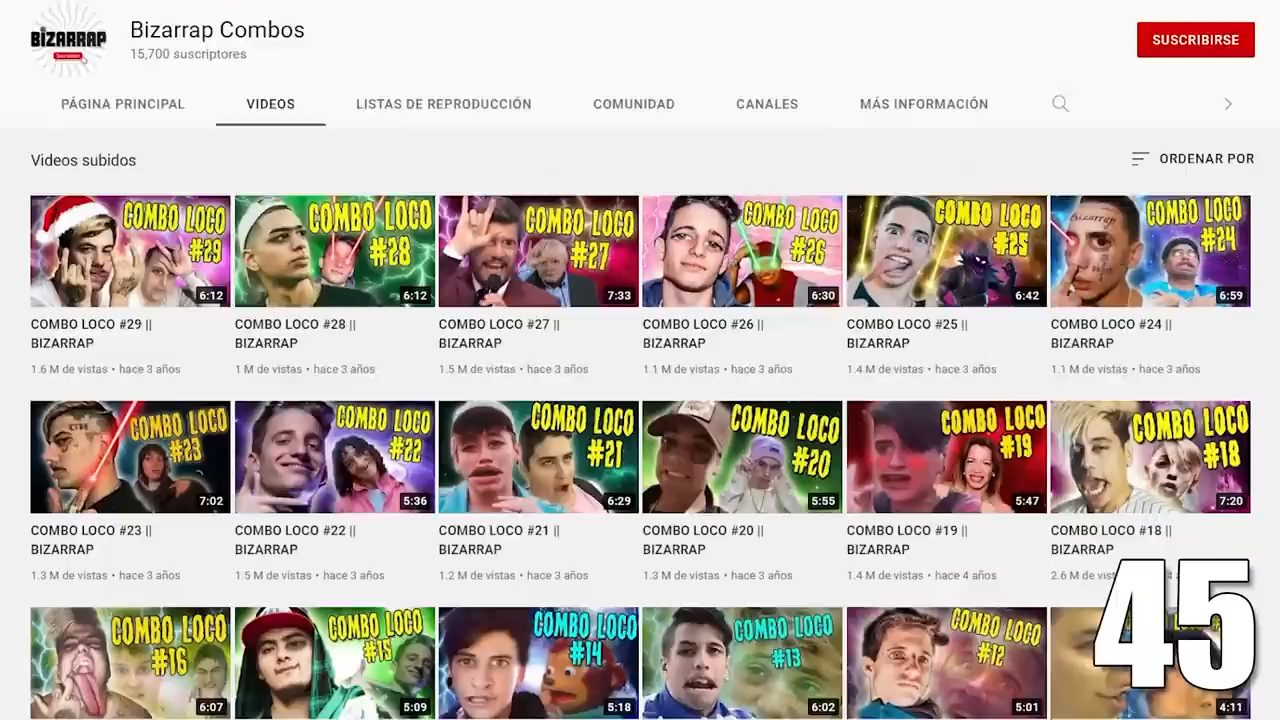 BIZARRAP
Bizarrap Combos
15,700 suscriptores
SUSCRIBIRSE
PÁGINA PRINCIPAL
VIDEOS
LISTAS DE REPRODUCCIÓN
COMUNIDAD
CANALES
MÁS INFORMACIÓN
Videos subidos
ORDENAR POR
COMBO LOCO
#29
6:12
COMBO LOCO
#28
6:12
COMBO LOCO
#27
7:33
COMBO LOCO
#26
6:30
COMBO LOCO
#25
6:42
Bizarrap
COMBO LOCO
#24
6:59
COMBO LOCO #29 ||
BIZARRAP
COMBO LOCO #28 ||
BIZARRAP
COMBO LOCO #27 ||
BIZARRAP
COMBO LOCO #26 ||
BIZARRAP
COMBO LOCO #25 ||
BIZARRAP
COMBO LOCO #24 ||
BIZARRAP
1.6 M de vistas • hace 3 años
1 M de vistas • hace 3 años
1.5 M de vistas • hace 3 años
1.1 M de vistas • hace 3 años
1.4 M de vistas • hace 3 años
1.1 M de vistas • hace 3 años
COMBO LOCO
#23
7:02
COMBO LOCO
#22
5:36
COMBO LOCO
#21
6:29
COMBO LOCO
#20
5:55
COMBO LOCO
#19
5:47
COMBO LOCO
#18
7:20
COMBO LOCO #23 ||
BIZARRAP
COMBO LOCO #22 ||
BIZARRAP
COMBO LOCO #21 ||
BIZARRAP
COMBO LOCO #20 ||
BIZARRAP
COMBO LOCO #19 ||
BIZARRAP
COMBO LOCO #18 ||
BIZARRAP
1.3 M de vistas • hace 3 años
1.5 M de vistas • hace 3 años
1.2 M de vistas • hace 3 años
1.3 M de vistas • hace 3 años
1.4 M de vistas • hace 4 años
2.6 M de
COMBO LOCO
#16
6:07
COMBO LOCO
#15
5:09
COMBO LOCO
#14
5:18
COMBO LOCO
#13
6:02
COMBO LOCO
#12
5:01
4:11
45